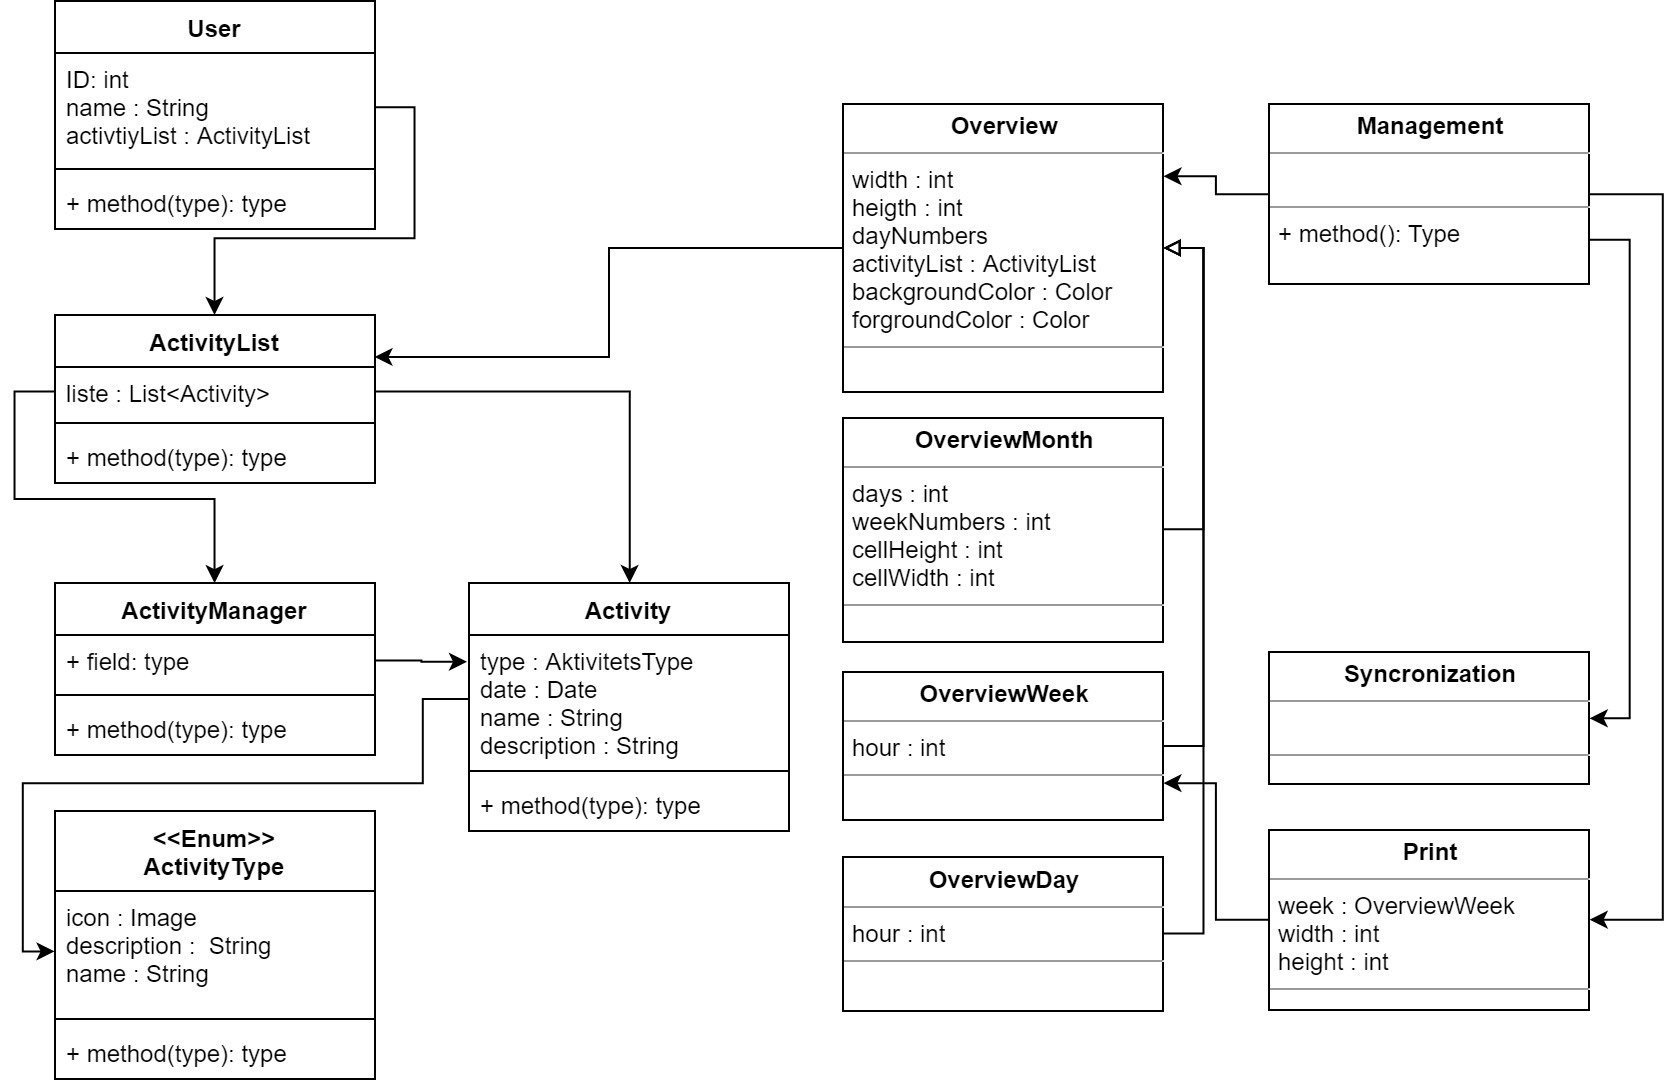 User
ID: int
name : String
activtiyList : ActivityList
+ method(type): type
ActivityList
liste : List<Activity>
+ method(type): type
ActivityManager
+ field: type
+ method(type): type
Activity
type : AktivitetsType
date : Date
name : String
description : String
+ method(type): type
<<Enum>>
ActivityType
icon : Image
description :  String
name : String
+ method(type): type
Overview
width : int
heigth : int
dayNumbers
activityList : ActivityList
backgroundColor : Color
forgroundColor : Color
OverviewMonth
days : int
weekNumbers : int
cellHeight : int
cellWidth : int
OverviewWeek
hour : int
OverviewDay
hour : int
Management
+ method(): Type
Syncronization
Print
week : OverviewWeek
width : int
height : int